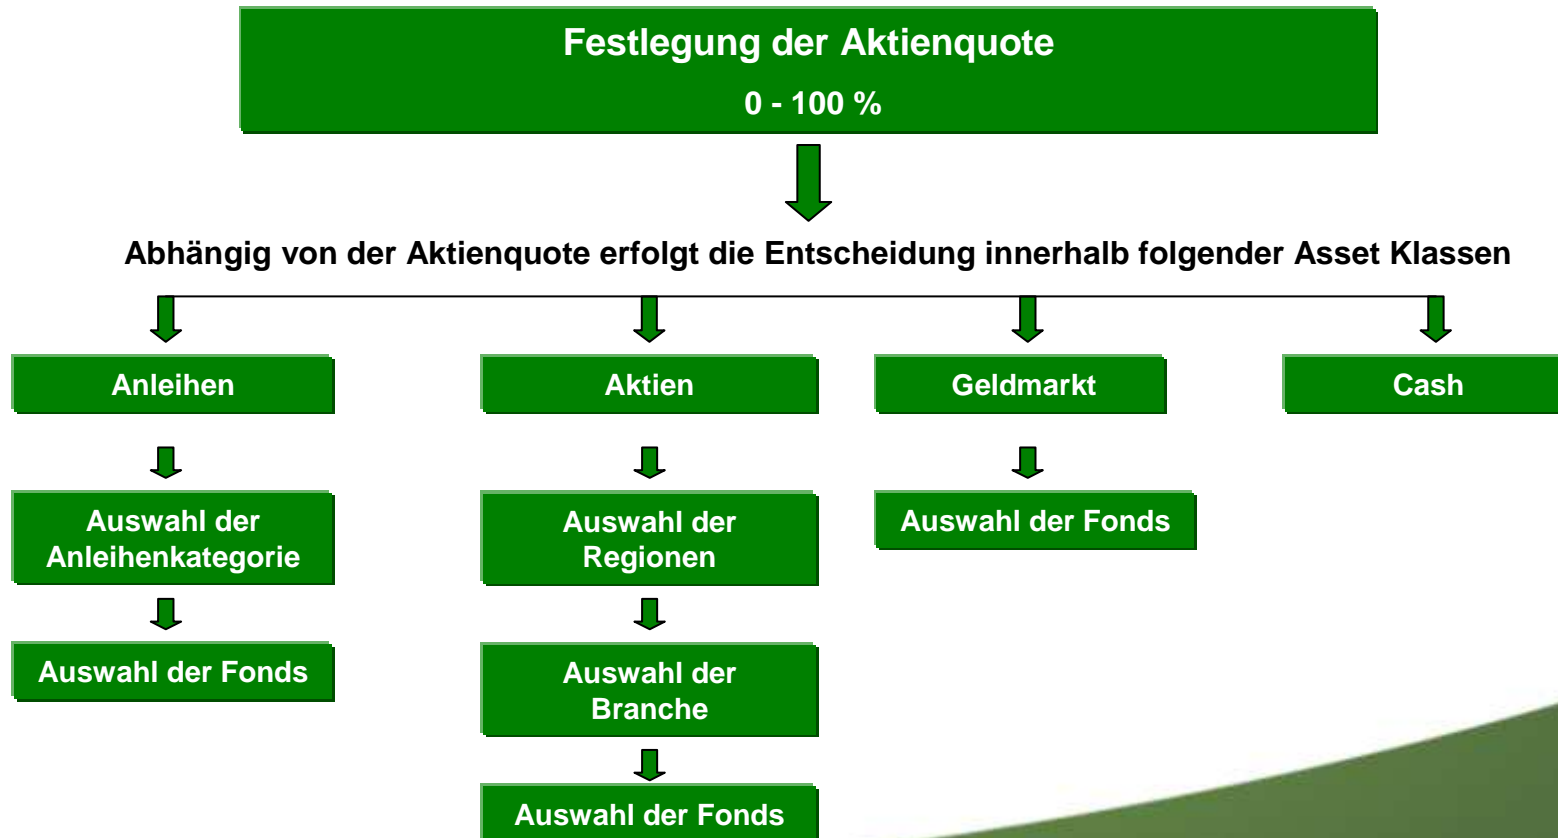 Festlegung der Aktienquote
0 - 100 %
Abhängig von der Aktienquote erfolgt die Entscheidung innerhalb folgender Asset Klassen
Anleihen
Aktien
Geldmarkt
Cash
Auswahl der
Anleihenkategorie
Auswahl der
Regionen
Auswahl der Fonds
Auswahl der Fonds
Auswahl der
Branche
Auswahl der Fonds